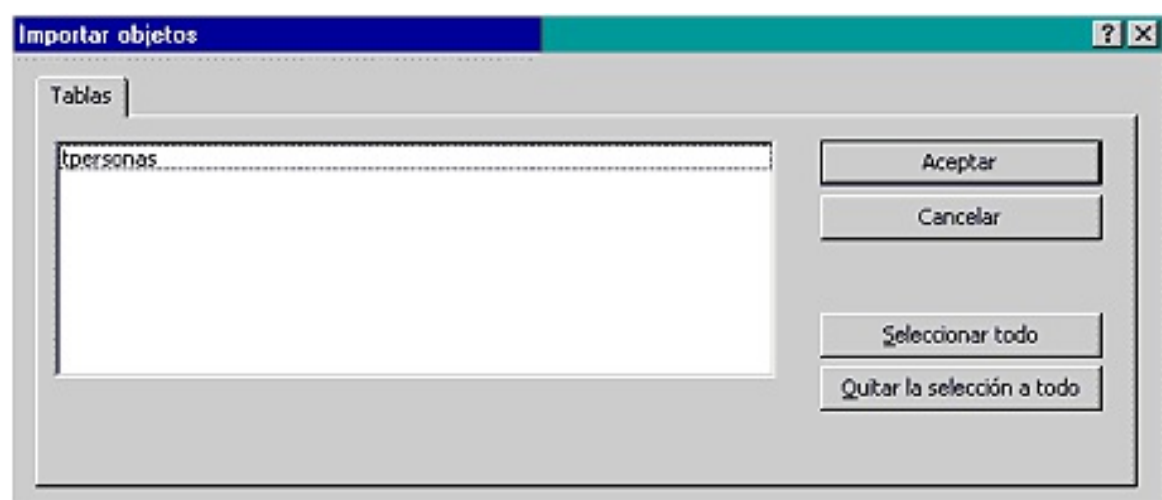 Importar objetos
Tablas
tpersonas
Aceptar
Cancelar
Seleccionar todo
Quitar la selección a todo